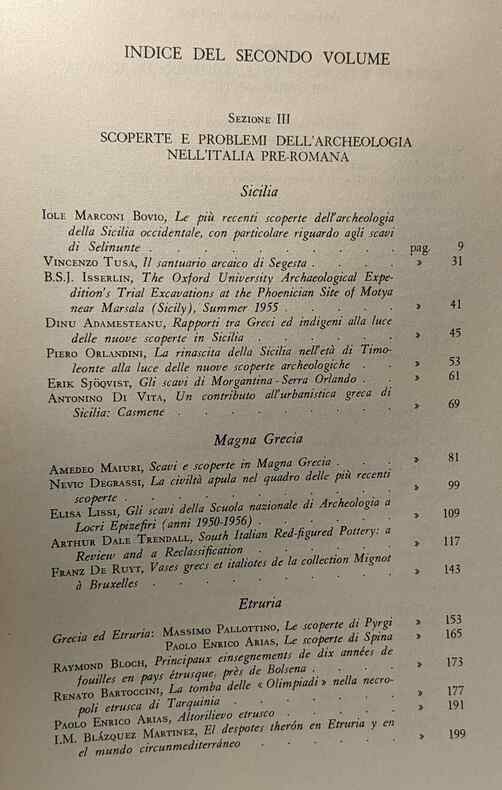 INDICE DEL SECONDO VOLUME
SEZIONE III
SCOPERTE E PROBLEMI DELL'ARCHEOLOGIA
NELL'ITALIA PRE-ROMANA
Sicilia
IOLE MARCONI BOVIO, Le più recenti scoperte dell'archeologia
della Sicilia occidentale, con particolare riguardo agli scavi
di Selinunte . . . . . . . . . . pag. 9
VINCENZO TUSA, Il santuario arcaico di Segesta . . . . » 31
B.S.J. ISSERLIN, The Oxford University Archaeological Expe-
dition's Trial Excavations at the Phoenician Site of Motya
near Marsala (Sicily), Summer 1955 . . . . . » 41
DINU ADAMESTEANU, Rapporti tra Greci ed indigeni alla luce
delle nuove scoperte in Sicilia . . . . . . » 45
PIERO ORLANDINI, La rinascita della Sicilia nell'età di Timo-
leonte alla luce delle nuove scoperte archeologiche . . » 53
ERIK SJÖQVIST, Gli scavi di Morgantina - Serra Orlando . . » 61
ANTONINO DI VITA, Un contributo all'urbanistica greca di
Sicilia: Casmene . . . . . . . . . » 69
Magna Grecia
AMEDEO MAIURI, Scavi e scoperte in Magna Grecia . . . . » 81
NEVIO DEGRASSI, La civiltà apula nel quadro delle più recenti
scoperte . . . . . . . . . . . » 99
ELISA LISSI, Gli scavi della Scuola nazionale di Archeologia a
Locri Epizefiri (anni 1950-1956) . . . . . . » 109
ARTHUR DALE TRENDALL, South Italian Red-figured Pottery: a
Review and a Reclassification . . . . . . » 117
FRANZ DE RUYT, Vases grecs et italiotes de la collection Mignot
à Bruxelles . . . . . . . . . . » 143
Etruria
Grecia ed Etruria: MASSIMO PALLOTTINO, Le scoperte di Pyrgi » 153
PAOLO ENRICO ARIAS, Le scoperte di Spina » 165
RAYMOND BLOCH, Principaux einsegnements de dix années de
fouilles en pays étrusque, près de Bolsena . . . . » 173
RENATO BARTOCCINI, La tomba delle « Olimpiadi » nella necro-
poli etrusca di Tarquinia . . . . . . . » 177
PAOLO ENRICO ARIAS, Altorilievo etrusco . . . . . » 191
I.M. BLÁZQUEZ MARTINEZ, El despotes therón en Etruria y en
el mundo circunmediterráneo . . . . . . » 199